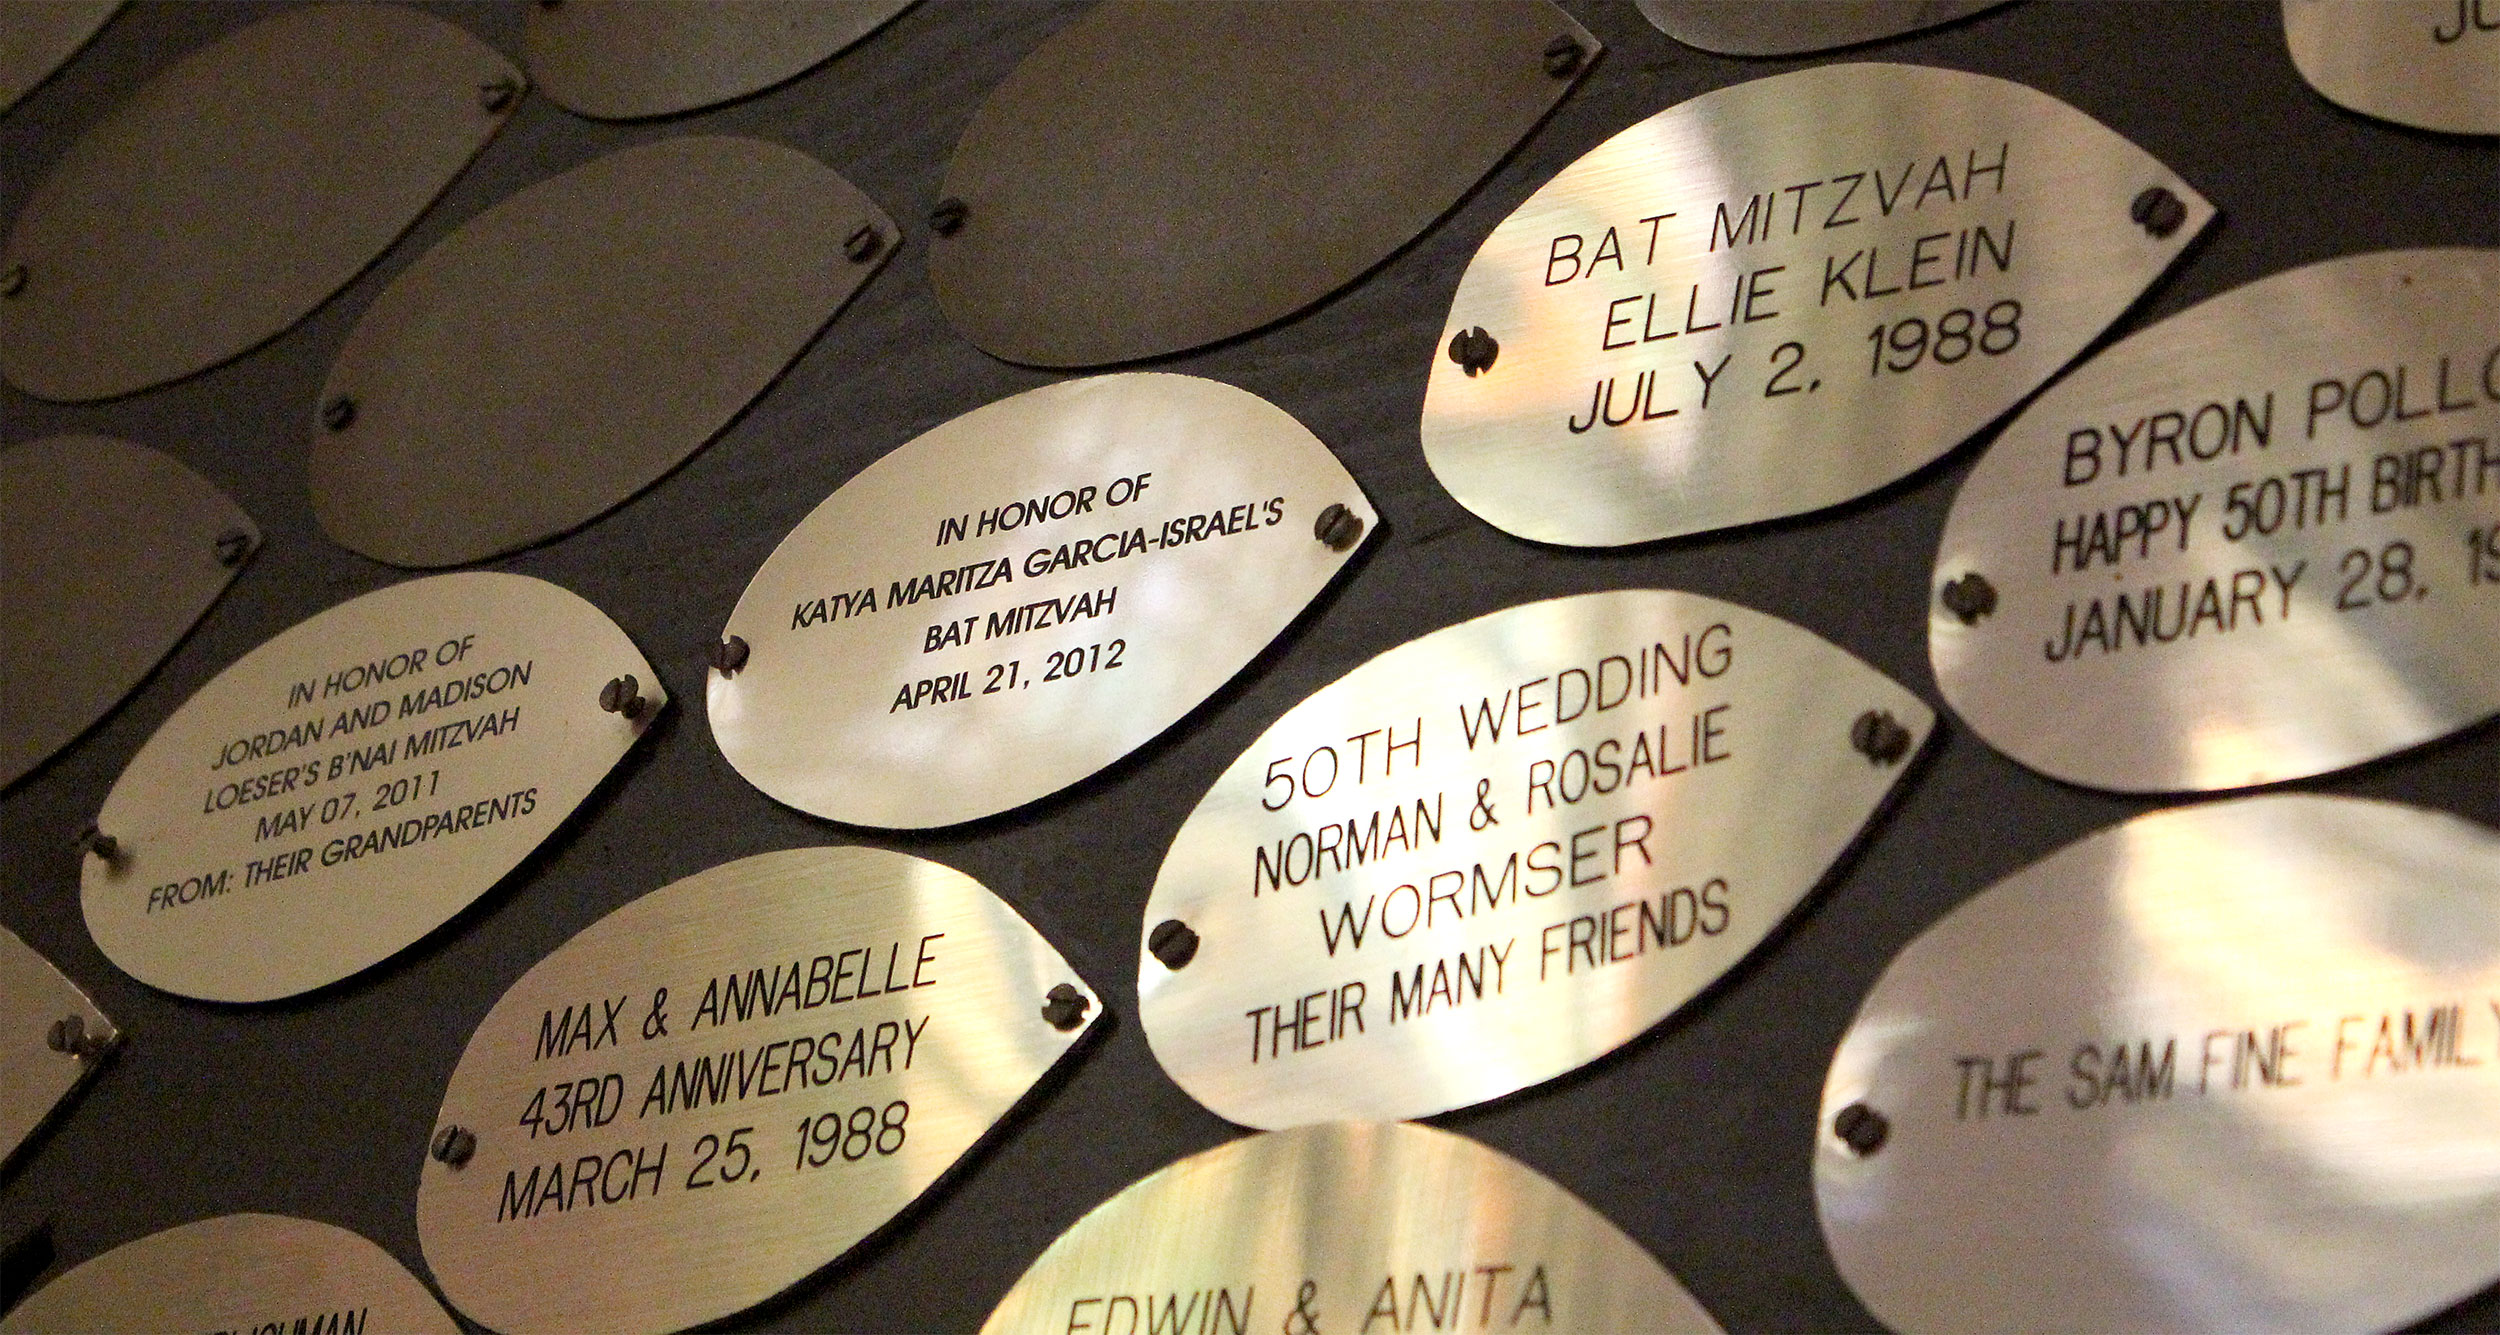 BAT MITZVAH
ELLIE KLEIN
JULY 2, 1988
BYRON
HAPPY 50TH
JANUARY 28,
IN HONOR OF
KATYA MARITZA GARCIA-ISRAEL'S
BAT MITZVAH
APRIL 21, 2012
IN HONOR OF
JORDAN AND MADISON
LOESER'S B'NAI MITZVAH
MAY 07, 2011
FROM: THEIR GRANDPARENTS
50TH WEDDING
NORMAN & ROSALIE
WORMSER
THEIR MANY FRIENDS
MAX & ANNABELLE
43RD ANNIVERSARY
MARCH 25, 1988
THE SAM FINE FAMILY
EDWIN & ANITA